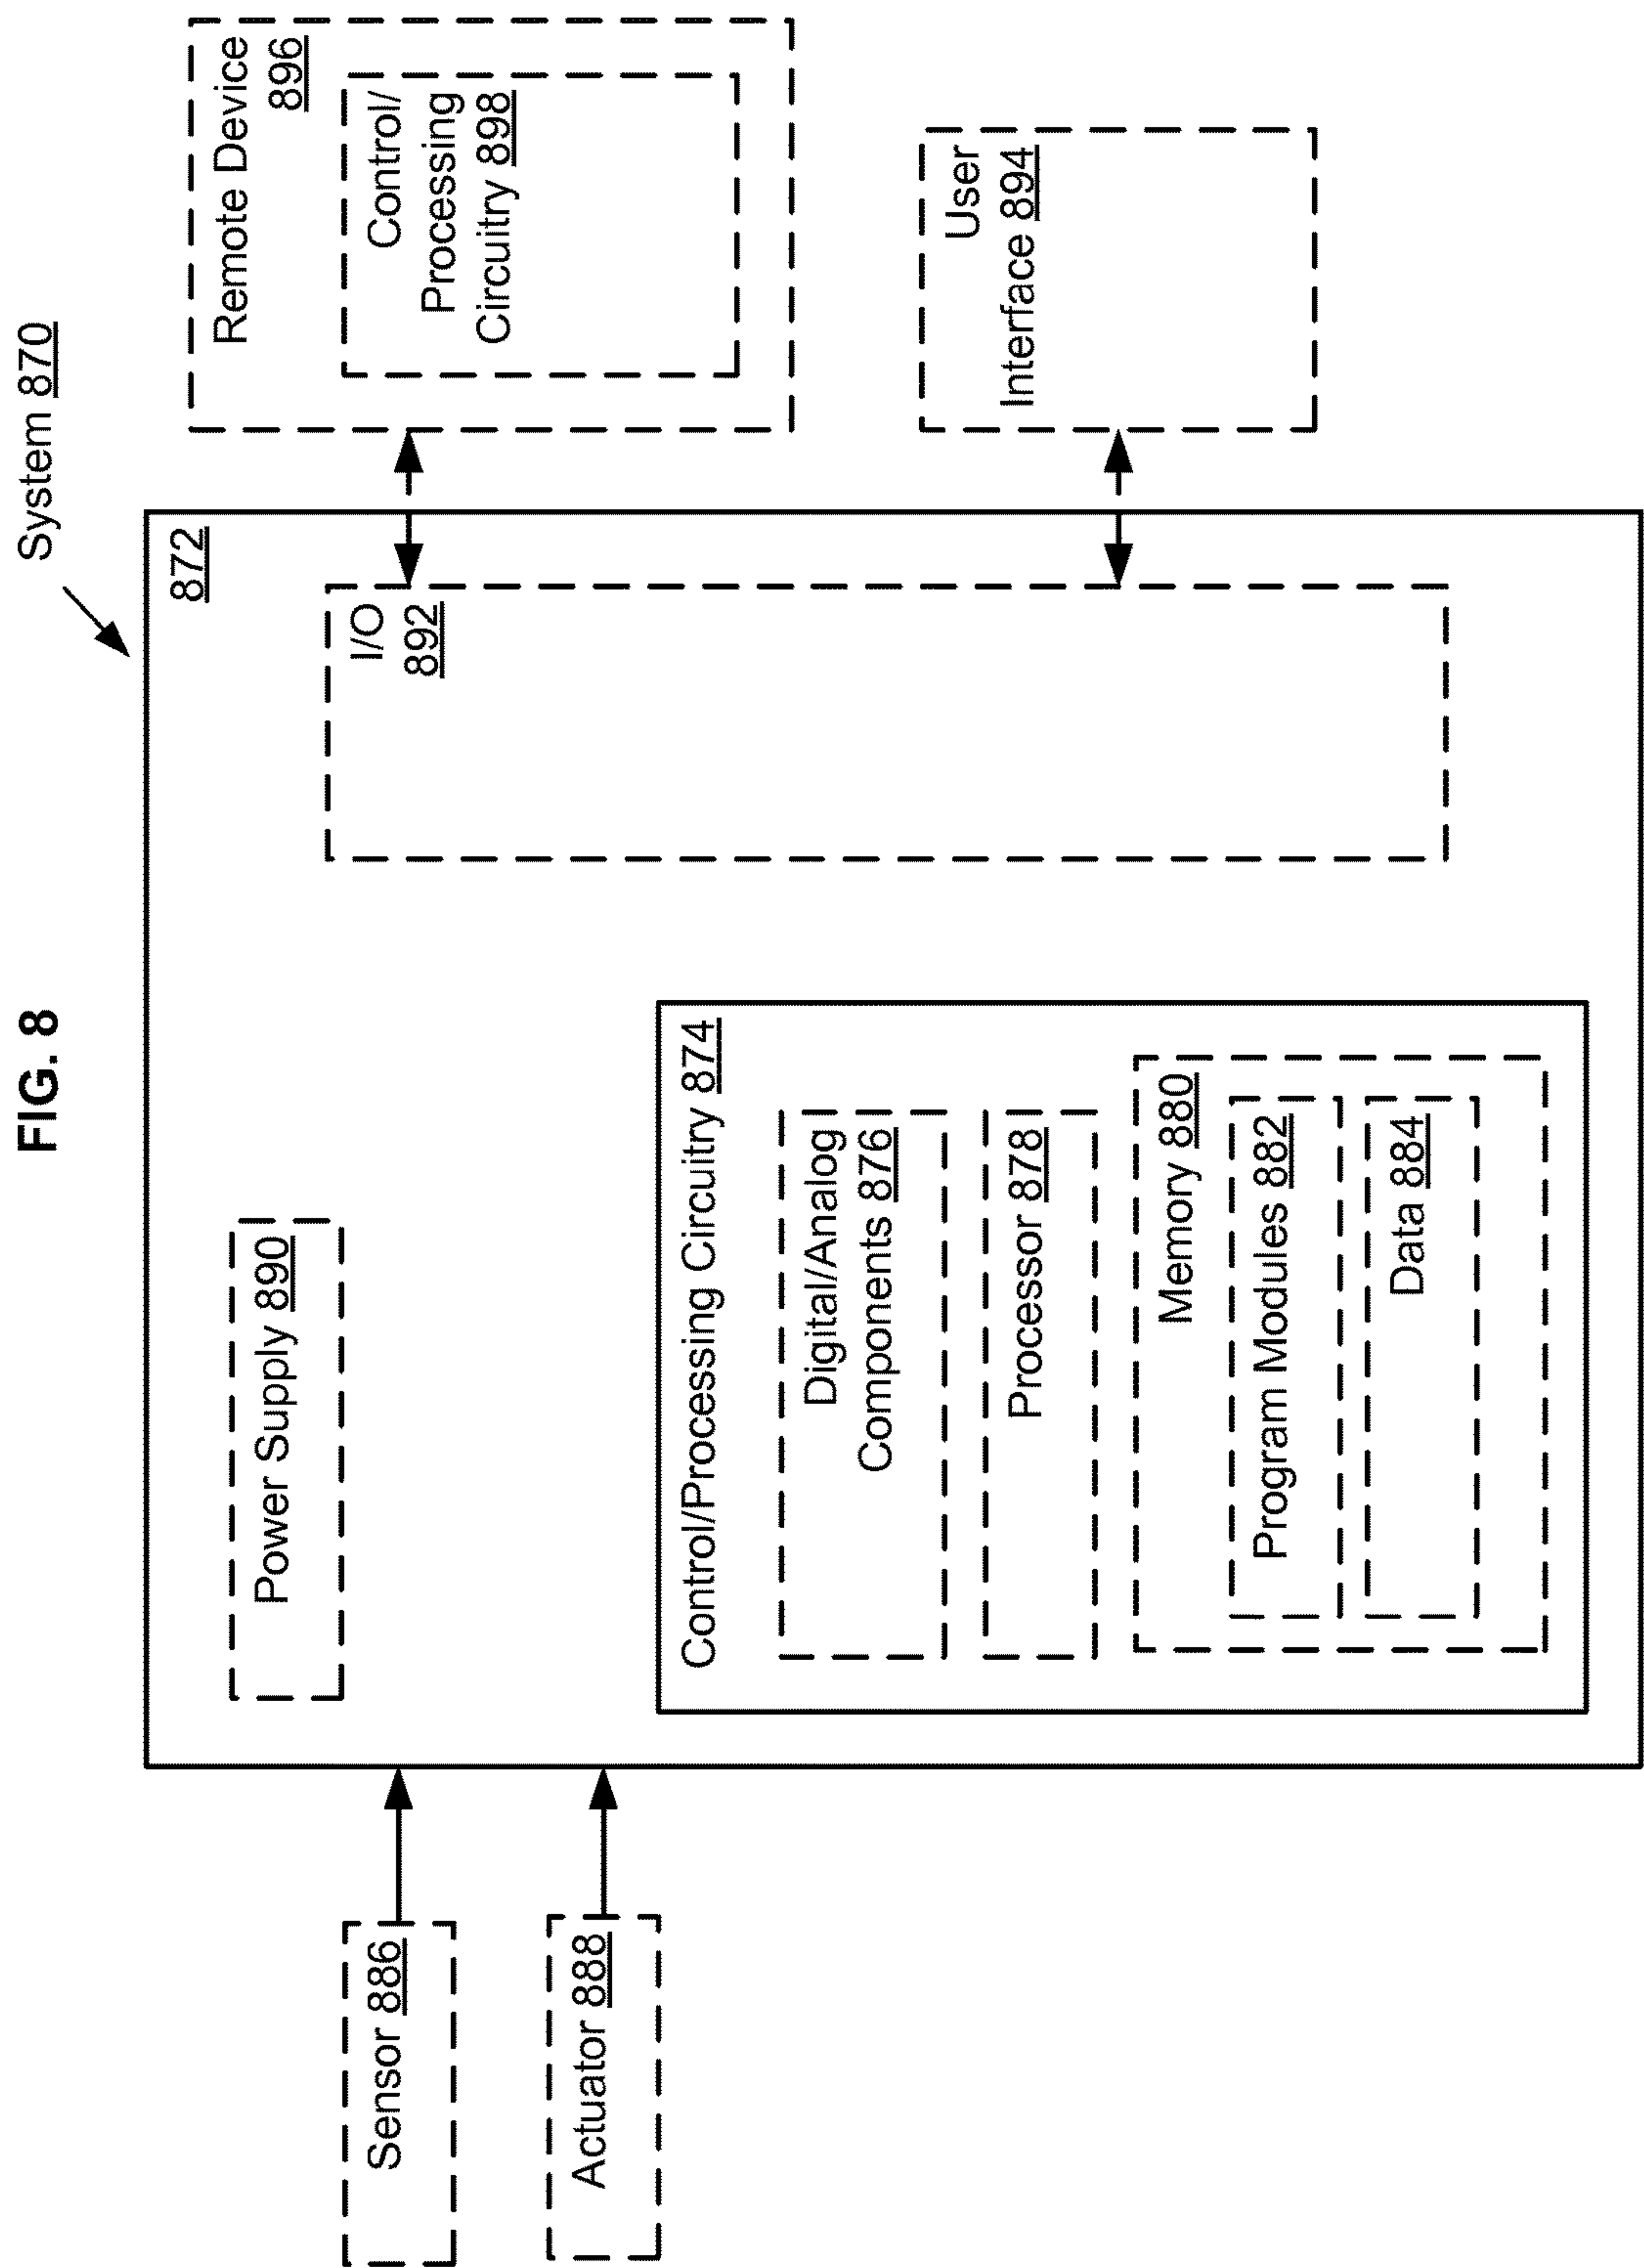 FIG. 8
System 870
872
Power Supply 890
Sensor 886
Actuator 888
Control/Processing Circuitry 874
Digital/Analog
Components 876
Processor 878
Memory 880
Program Modules 882
Data 884
I/O
892
Remote Device
896
Control/
Processing
Circuitry 898
User
Interface 894